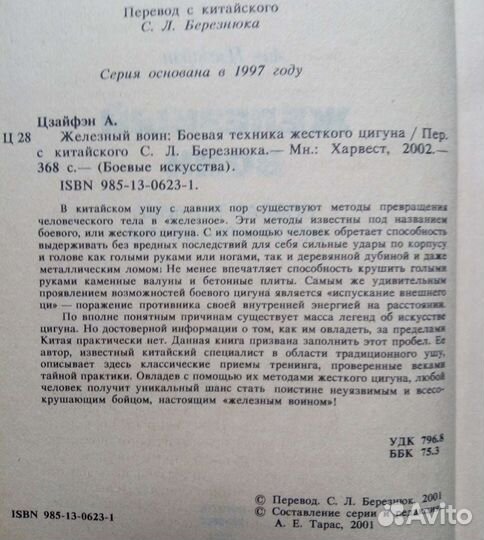 Перевод с китайского
С. Л. Березнюка
Серия основана в 1997 году
Цзайфэн А.
Ц 28 Железный воин: Боевая техника жесткого цигуна / Пер.
с китайского С. Л. Березнюка.— Мн.: Харвест, 2002.—
368 с.— (Боевые искусства).
ISBN 985-13-0623-1.
В китайском ушу с давних пор существуют методы превращения
человеческого тела в «железное». Эти методы известны под названием
боевого, или жесткого цигуна. С их помощью человек обретает способность
выдерживать без вредных последствий для себя сильные удары по корпусу
и голове как голыми руками или ногами, так и деревянной дубиной и даже
металлическим ломом: Не менее впечатляет способность крушить голыми
руками каменные валуны и бетонные плиты. Самым же удивительным
проявлением возможностей боевого цигуна является «испускание внешнего
ци» — поражение противника своей внутренней энергией на расстоянии.
По вполне понятным причинам существует масса легенд об искусстве
цигуна. Но достоверной информации о том, как им овладеть, за пределами
Китая практически нет. Данная книга призвана заполнить этот пробел. Ее
автор, известный китайский специалист в области традиционного ушу,
описывает здесь классические приемы тренинга, проверенные веками
тайной практики. Овладев с помощью их методами жесткого цигуна, любой
человек получит уникальный шанс стать поистине неуязвимым и всесо-
крушающим бойцом, настоящим «железным воином»!
УДК 796.8
ББК 75.3
© Перевод. С. Л. Березнюк. 2001
© Составление серии и редакция.
А. Е. Тарас, 2001
ISBN 985-13-0623-1
Avito